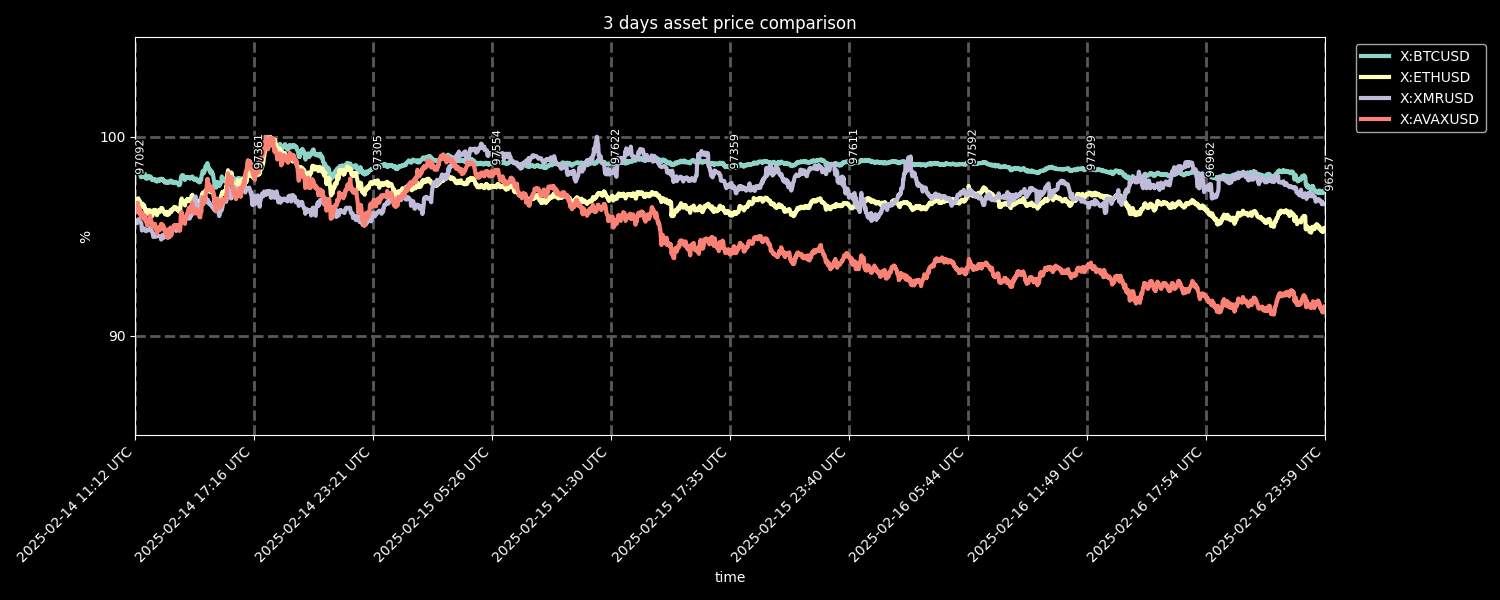 3 days asset price comparison
X:BTCUSD
X:ETHUSD
X:XMRUSD
X:AVAXUSD
100
90
%
97092
97361
97305
97554
97622
97359
97611
97592
97299
96962
96257
2025-02-14 11:12 UTC
2025-02-14 17:16 UTC
2025-02-14 23:21 UTC
2025-02-15 05:26 UTC
2025-02-15 11:30 UTC
2025-02-15 17:35 UTC
2025-02-15 23:40 UTC
2025-02-16 05:44 UTC
2025-02-16 11:49 UTC
2025-02-16 17:54 UTC
2025-02-16 23:59 UTC
time